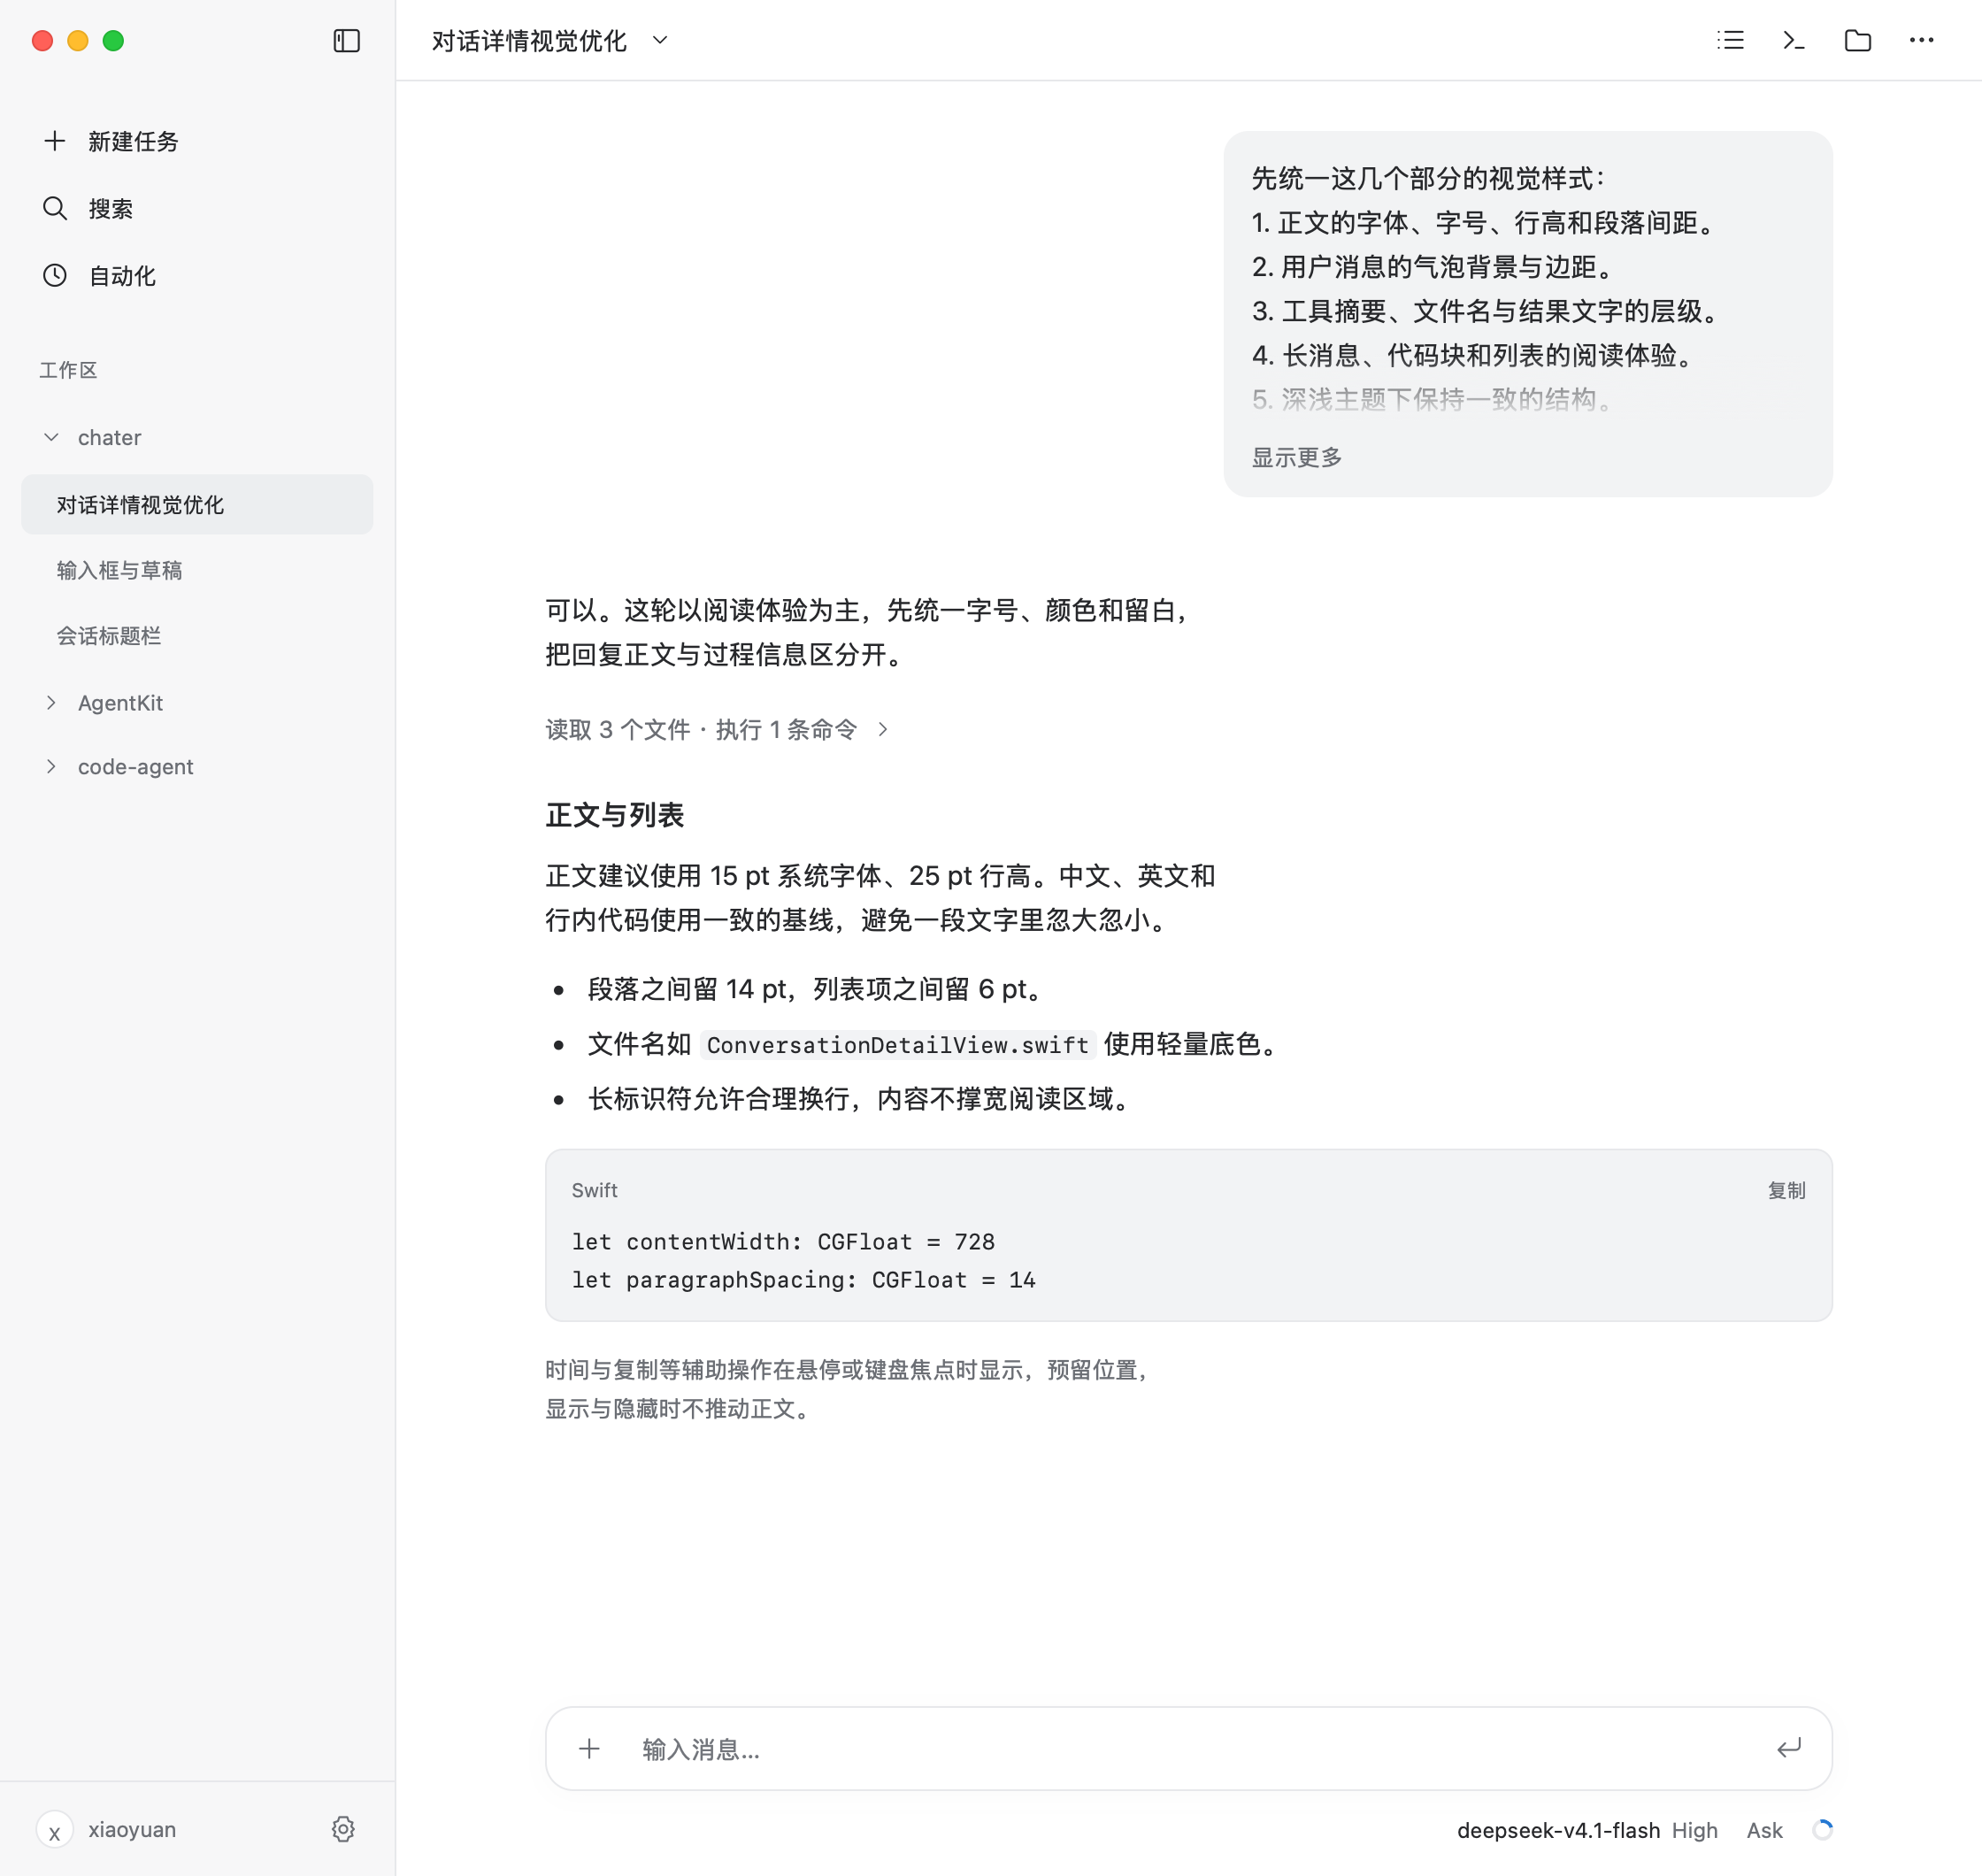 对话详情视觉优化
新建任务
搜索
自动化
工作区
chater
对话详情视觉优化
输入框与草稿
会话标题栏
AgentKit
code-agent
x xiaoyuan
先统一这几个部分的视觉样式：
1. 正文的字体、字号、行高和段落间距。
2. 用户消息的气泡背景与边距。
3. 工具摘要、文件名与结果文字的层级。
4. 长消息、代码块和列表的阅读体验。
5. 深浅主题下保持一致的结构。
显示更多
可以。这轮以阅读体验为主，先统一字号、颜色和留白，
把回复正文与过程信息区分开。
读取 3 个文件 · 执行 1 条命令
正文与列表
正文建议使用 15 pt 系统字体、25 pt 行高。中文、英文和
行内代码使用一致的基线，避免一段文字里忽大忽小。
• 段落之间留 14 pt，列表项之间留 6 pt。
• 文件名如 ConversationDetailView.swift 使用轻量底色。
• 长标识符允许合理换行，内容不撑宽阅读区域。
Swift 复制
let contentWidth: CGFloat = 728
let paragraphSpacing: CGFloat = 14
时间与复制等辅助操作在悬停或键盘焦点时显示，预留位置，
显示与隐藏时不推动正文。
输入消息...
deepseek-v4.1-flash High Ask